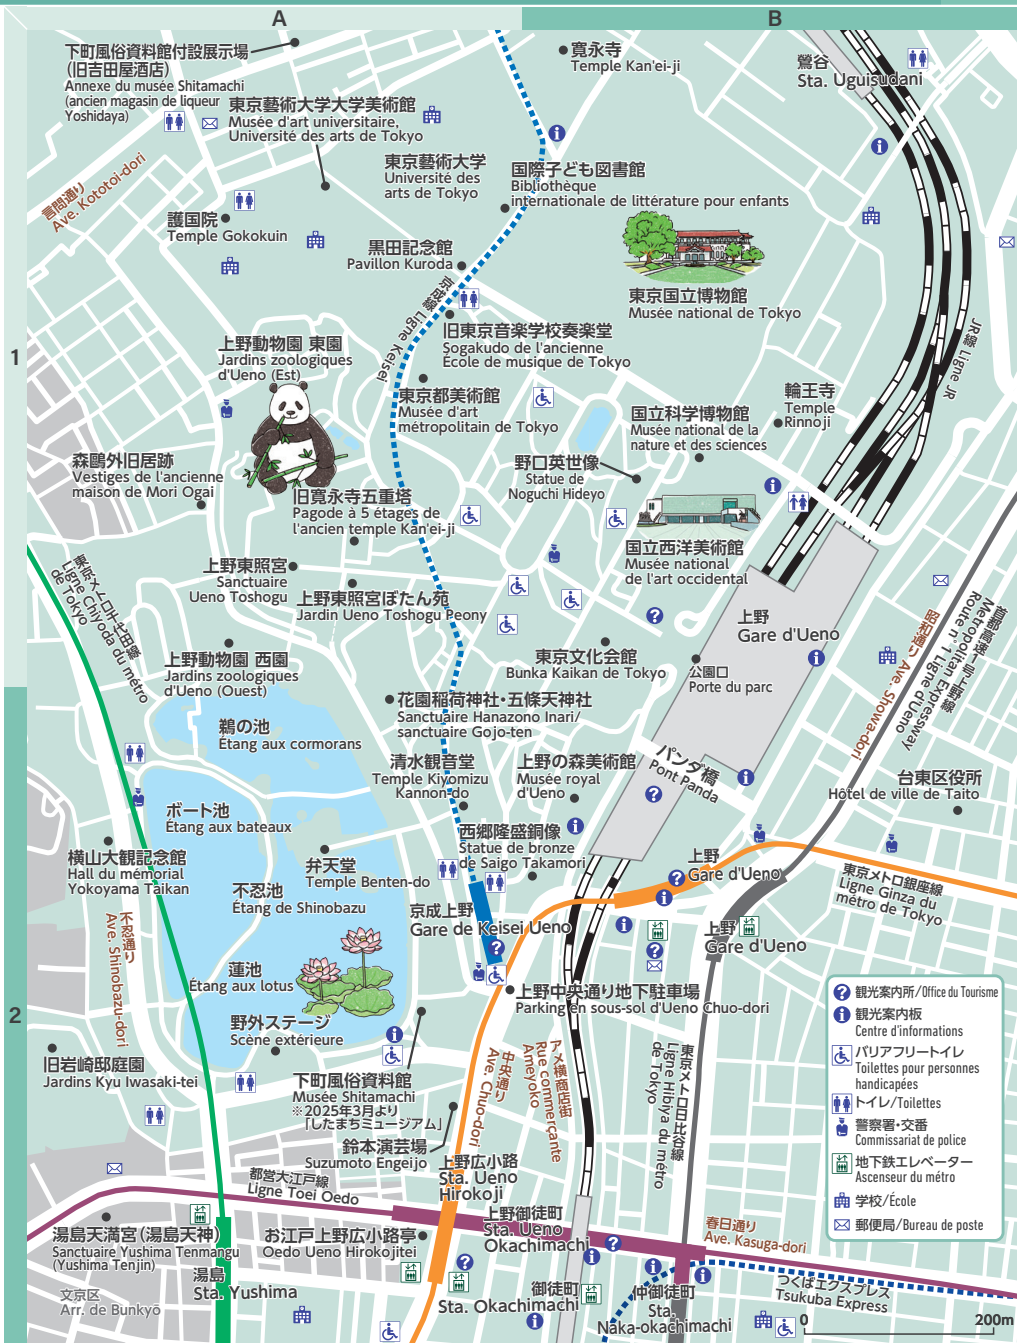 A
B
下町風俗資料館付設展示場
(旧吉田屋酒店)
Annexe du musée Shitamachi
(ancien magasin de liqueur
Yoshidaya)
寛永寺
Temple Kan'ei-ji
鶯谷
Sta. Uguisudani
東京藝術大学大学美術館
Musée d'art universitaire,
Université des arts de Tokyo
東京藝術大学
Université des
arts de Tokyo
国際子ども図書館
Bibliothèque
internationale de littérature pour enfants
言問通り
Ave. Kototoi-dori
護国院
Temple Gokokuin
黒田記念館
Pavillon Kuroda
京成線 Ligne Keisei
東京国立博物館
Musée national de Tokyo
旧東京音楽学校奏楽堂
Sogakudo de l'ancienne
École de musique de Tokyo
JR線 Ligne JR
1
上野動物園 東園
Jardins zoologiques
d'Ueno (Est)
東京都美術館
Musée d'art
métropolitain de Tokyo
輪王寺
Temple
Rinnoji
国立科学博物館
Musée national de la
nature et des sciences
森鷗外旧居跡
Vestiges de l'ancienne
maison de Mori Ogai
野口英世像
Statue de
Noguchi Hideyo
旧寛永寺五重塔
Pagode à 5 étages de
l'ancien temple Kan'ei-ji
国立西洋美術館
Musée national
de l'art occidental
東京メトロ千代田線
Ligne Chiyoda du métro
de Tokyo
上野東照宮
Sanctuaire
Ueno Toshogu
上野東照宮ぼたん苑
Jardin Ueno Toshogu Peony
上野
Gare d'Ueno
首都高速1号上野線
Metropolitan Expressway
Route n° 1 Ligne d'Ueno
昭和通り Ave. Showa-dori
上野動物園 西園
Jardins zoologiques
d'Ueno (Ouest)
東京文化会館
Bunka Kaikan de Tokyo
公園口
Porte du parc
花園稲荷神社・五條天神社
Sanctuaire Hanazono Inari/
sanctuaire Gojo-ten
鵜の池
Étang aux cormorans
清水観音堂
Temple Kiyomizu
Kannon-do
上野の森美術館
Musée royal
d'Ueno
パンダ橋
Pont Panda
台東区役所
Hôtel de ville de Taito
ボート池
Étang aux bateaux
西郷隆盛銅像
Statue de bronze
de Saigo Takamori
横山大観記念館
Hall du mémorial
Yokoyama Taikan
弁天堂
Temple Benten-do
上野
Gare d'Ueno
東京メトロ銀座線
Ligne Ginza du
métro de Tokyo
不忍池
Étang de Shinobazu
京成上野
Gare de Keisei Ueno
不忍通り
Ave. Shinobazu-dori
上野
Gare d'Ueno
蓮池
Étang aux lotus
上野中央通り地下駐車場
Parking en sous-sol d'Ueno Chuo-dori
2
野外ステージ
Scène extérieure
旧岩崎邸庭園
Jardins Kyu Iwasaki-tei
下町風俗資料館
Musée Shitamachi
※2025年3月より
「したまちミュージアム」
中央通り
Ave. Chuo-dori
アメ横商店街
Rue commerçante
Ameyoko
東京メトロ日比谷線
Ligne Hibiya du métro
de Tokyo
鈴本演芸場
Suzumoto Engeijo
上野広小路
Sta. Ueno
Hirokoji
都営大江戸線
Ligne Toei Oedo
湯島天満宮(湯島天神)
Sanctuaire Yushima Tenmangu
(Yushima Tenjin)
お江戸上野広小路亭
Oedo Ueno Hirokojitei
上野御徒町
Sta. Ueno
Okachimachi
春日通り
Ave. Kasuga-dori
湯島
Sta. Yushima
文京区
Arr. de Bunkyō
御徒町
Sta. Okachimachi
仲御徒町
Sta.
Naka-okachimachi
つくばエクスプレス
Tsukuba Express
観光案内所/Office du Tourisme
観光案内板
Centre d'informations
バリアフリートイレ
Toilettes pour personnes
handicapées
トイレ/Toilettes
警察署・交番
Commissariat de police
地下鉄エレベーター
Ascenseur du métro
学校/École
郵便局/Bureau de poste
0
200m